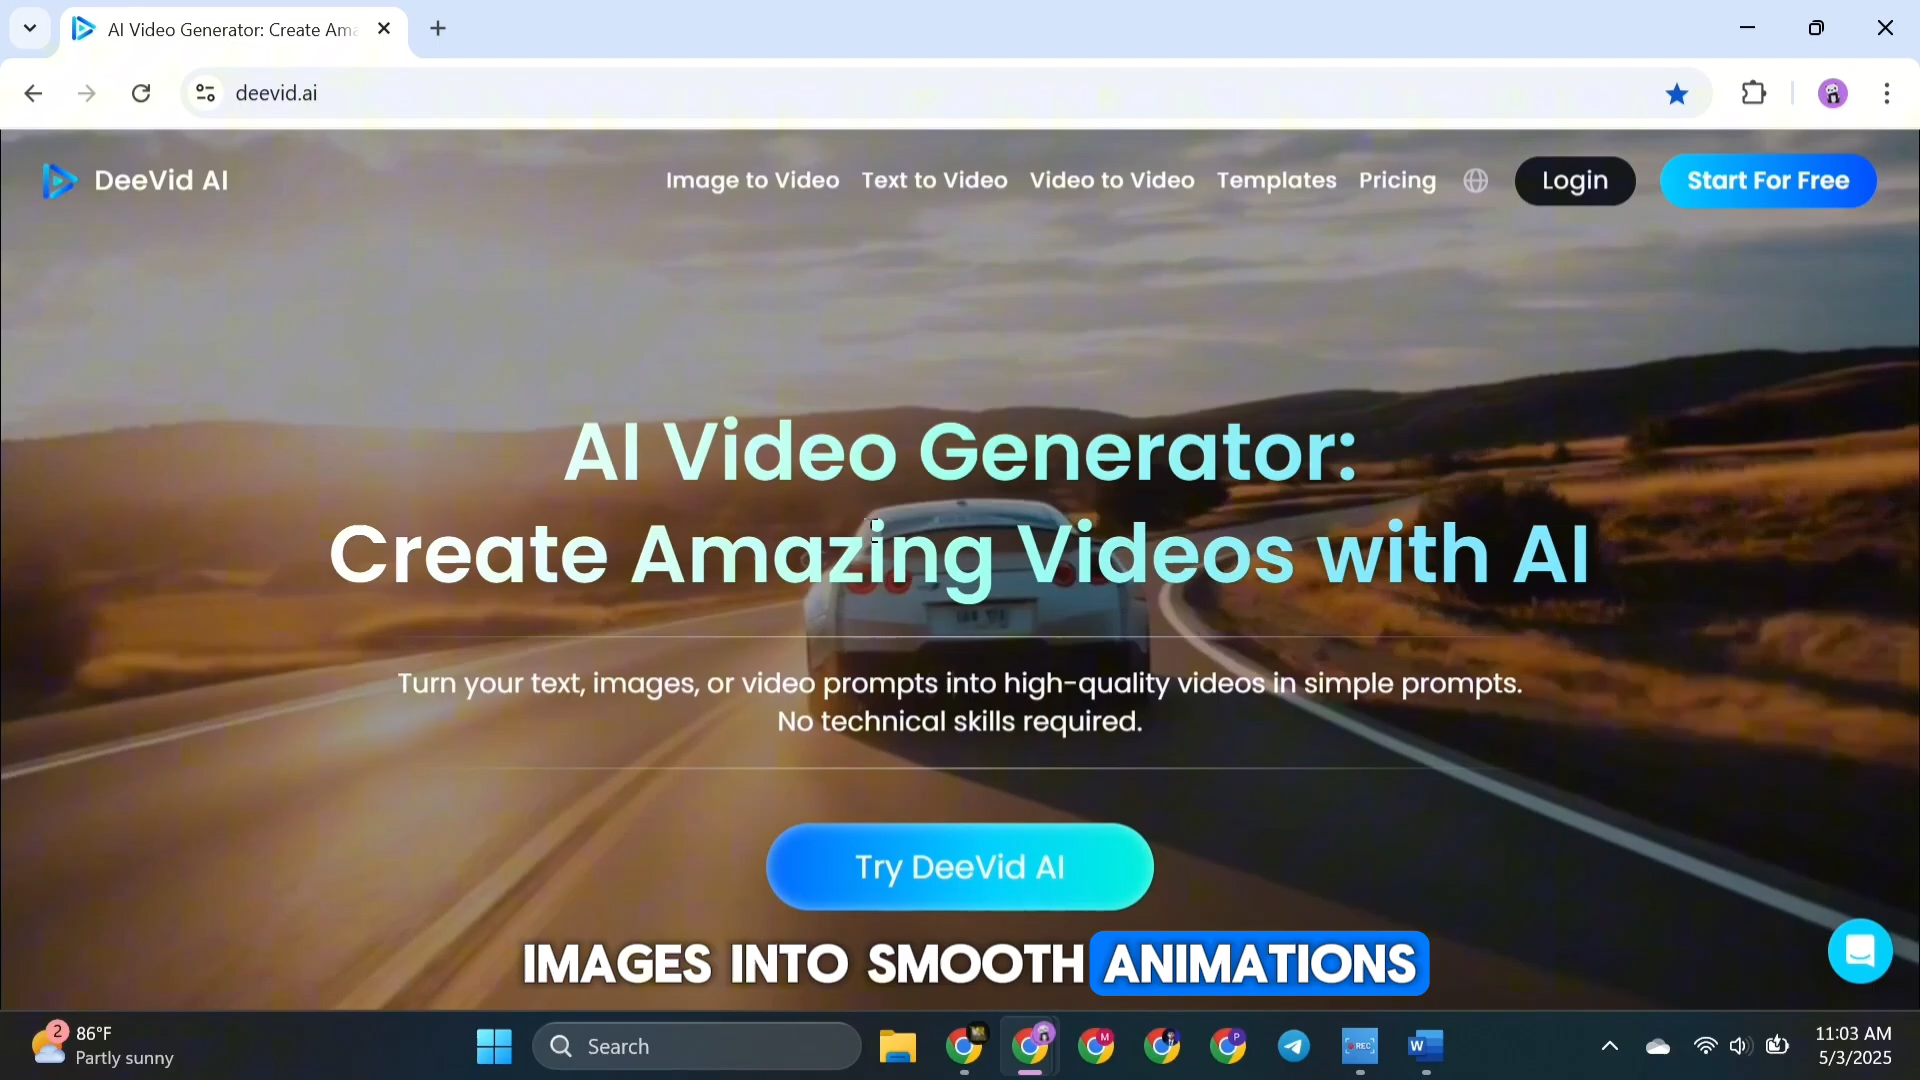 AI Video Generator: Create Ama
deevid.ai
DeeVid AI
Image to Video
Text to Video
Video to Video
Templates
Pricing
Login
Start For Free
AI Video Generator:
Create Amazing Videos with AI
Turn your text, images, or video prompts into high-quality videos in simple prompts.
No technical skills required.
Try DeeVid AI
IMAGES INTO SMOOTH ANIMATIONS
2
86°F
Partly sunny
Search
M
P
REC
W
11:03 AM
5/3/2025